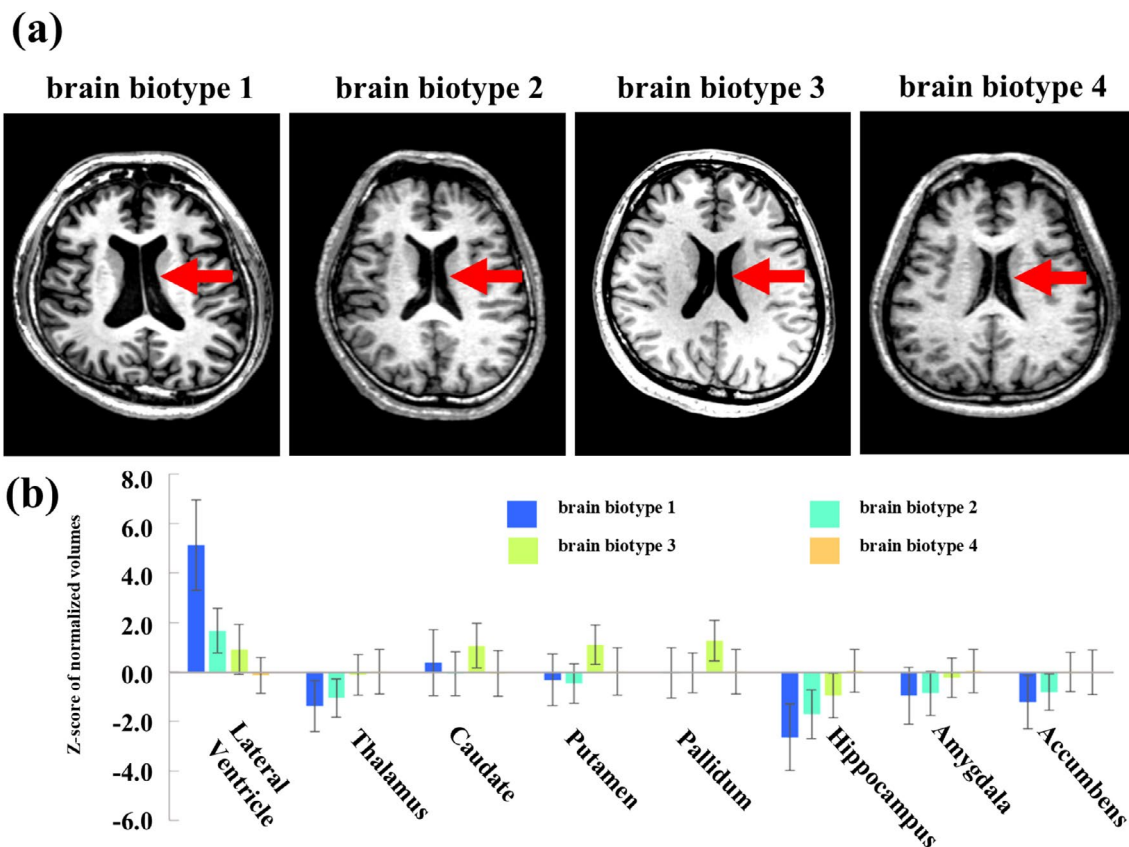 (a)
brain biotype 1
brain biotype 2
brain biotype 3
brain biotype 4
(b)
Z-score of normalized volumes
8.0
6.0
4.0
2.0
0.0
-2.0
-4.0
-6.0
brain biotype 1
brain biotype 2
brain biotype 3
brain biotype 4
Lateral
Ventricle
Thalamus
Caudate
Putamen
Pallidum
Hippocampus
Amygdala
Accumbens